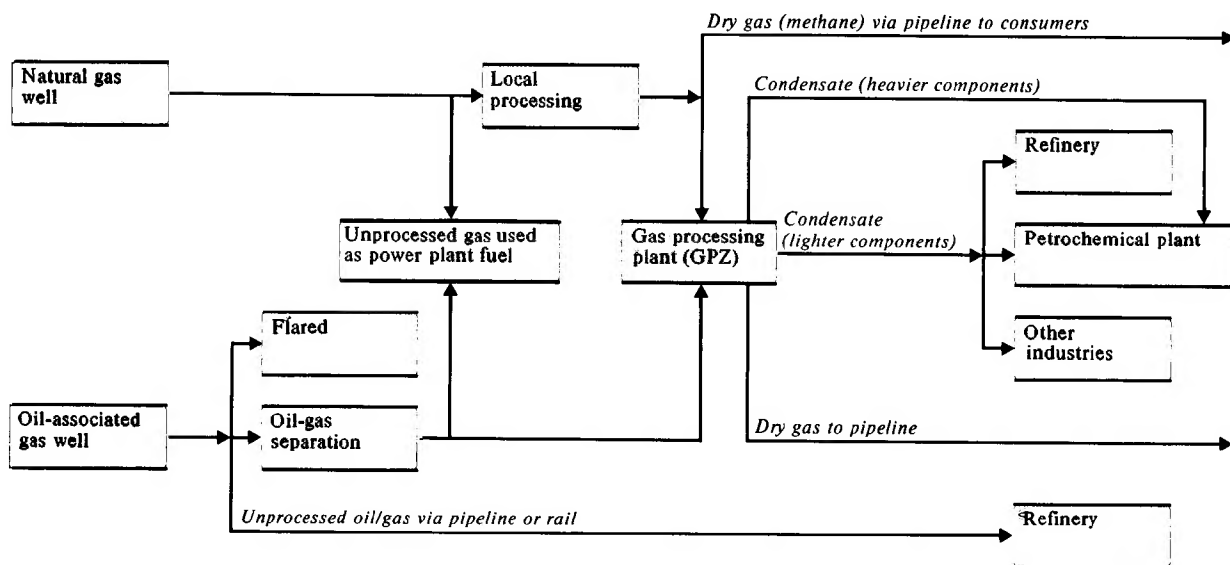 Dry gas (methane) via pipeline to consumers
Natural gas
well
Local
processing
Condensate (heavier components)
Refinery
Unprocessed gas used
as power plant fuel
Gas processing
plant (GPZ)
Condensate
(lighter components)
Petrochemical plant
Flared
Other
industries
Oil-associated
gas well
Oil-gas
separation
Dry gas to pipeline
Unprocessed oil/gas via pipeline or rail
Refinery